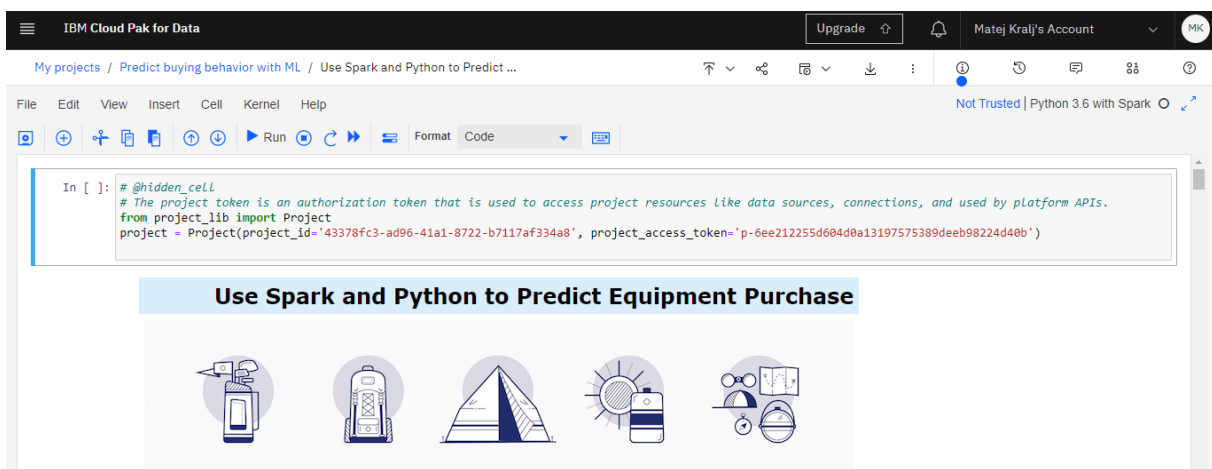 IBM Cloud Pak for Data
Upgrade
Matej Kralj's Account
MK
My projects / Predict buying behavior with ML / Use Spark and Python to Predict ...
File Edit View Insert Cell Kernel Help
Not Trusted | Python 3.6 with Spark
Run
Format Code
In [ ]: # @hidden_cell
# The project token is an authorization token that is used to access project resources like data sources, connections, and used by platform APIs.
from project_lib import Project
project = Project(project_id='43378fc3-ad96-41a1-8722-b7117af334a8', project_access_token='p-6ee212255d604d0a13197575389deeb98224d40b')
Use Spark and Python to Predict Equipment Purchase